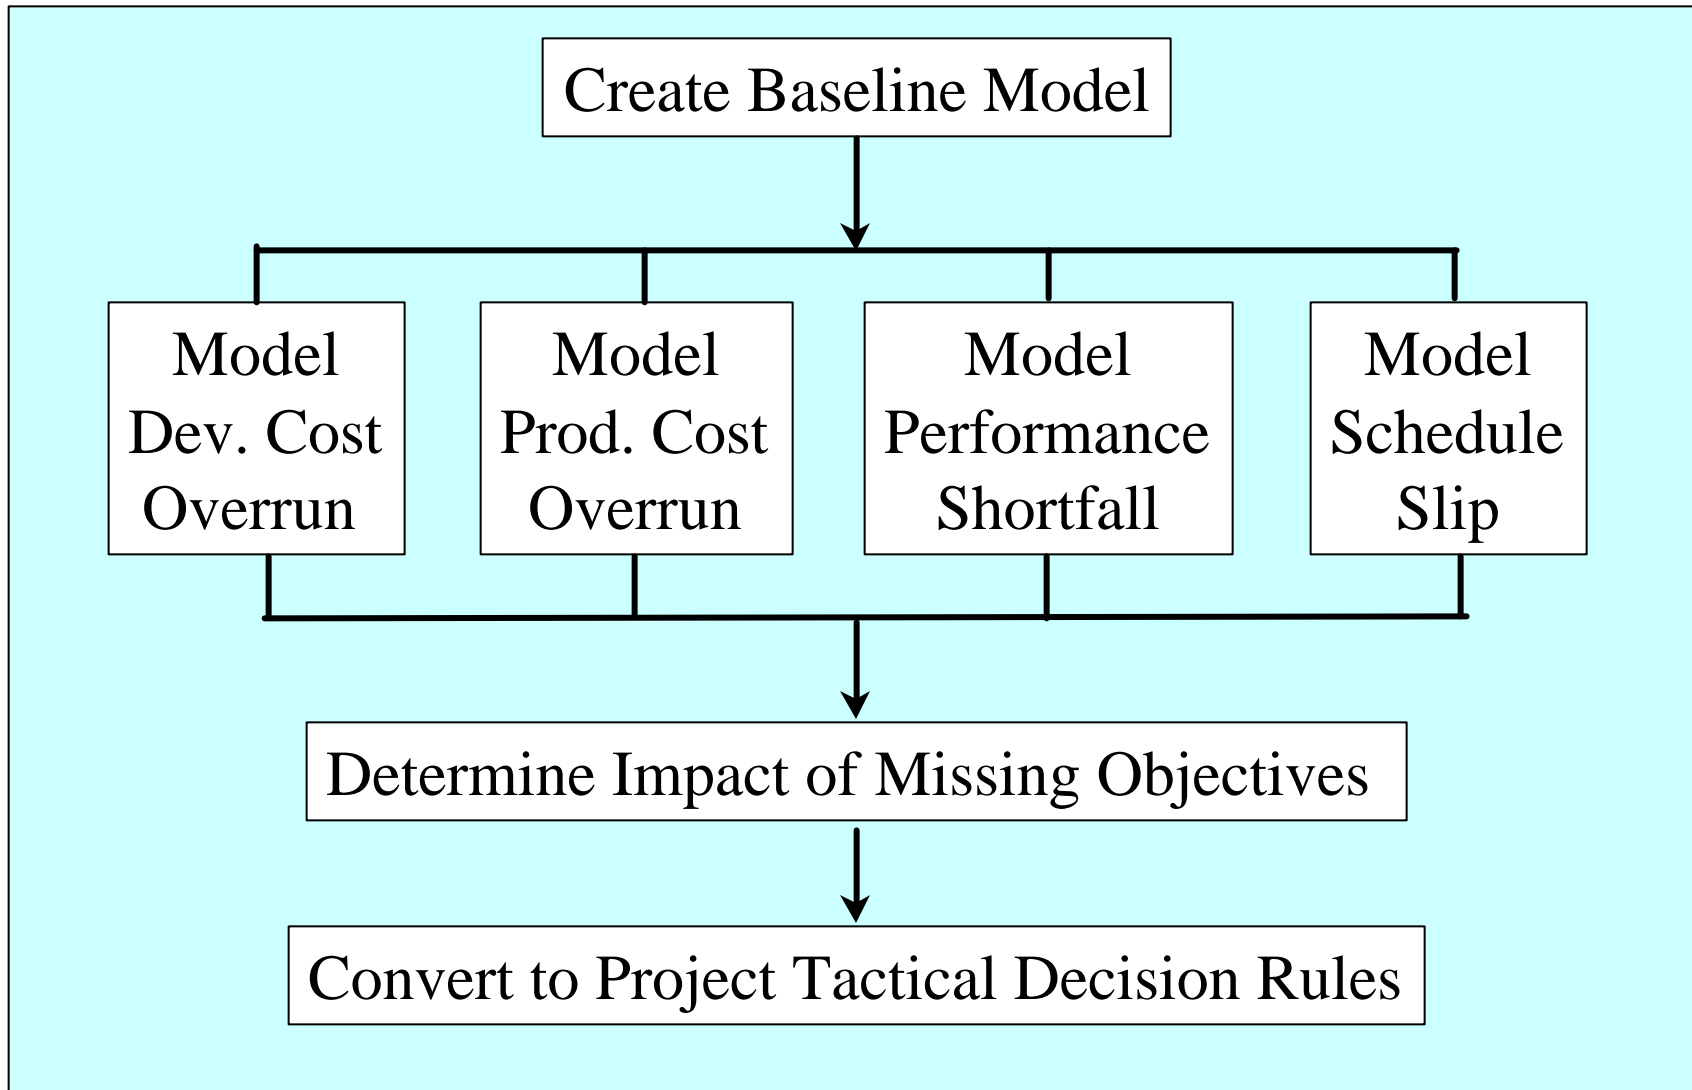 Create Baseline Model
Model
Dev. Cost
Overrun
Model
Prod. Cost
Overrun
Model
Performance
Shortfall
Model
Schedule
Slip
Determine Impact of Missing Objectives
Convert to Project Tactical Decision Rules